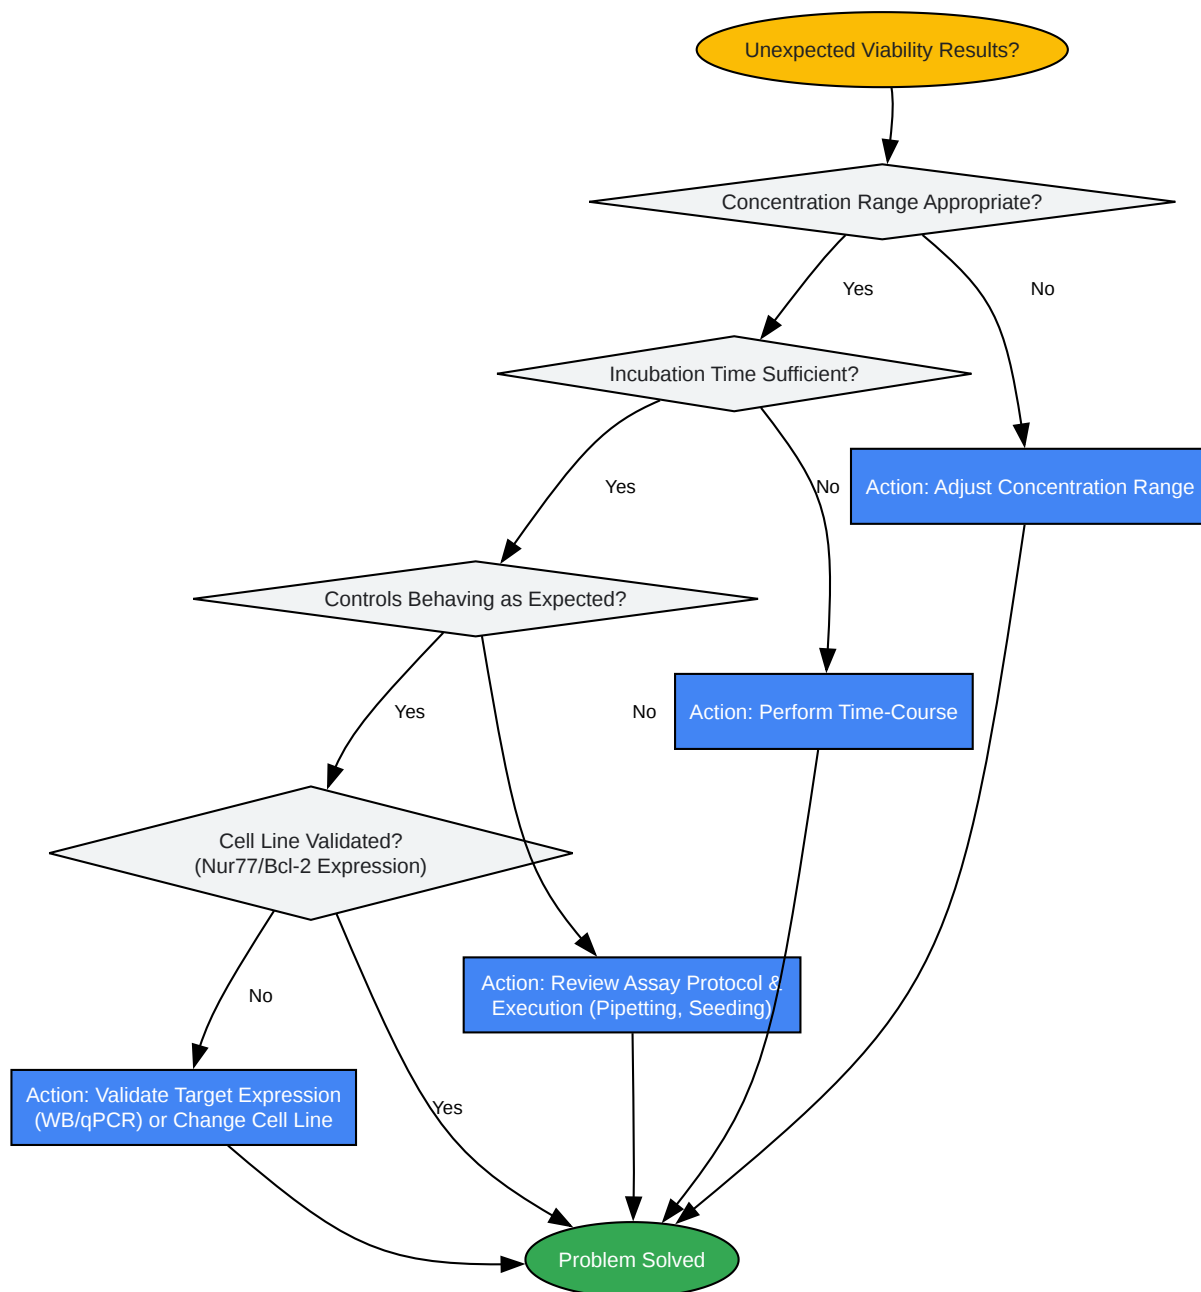 Unexpected Viability Results?
Concentration Range Appropriate?
Yes
No
Incubation Time Sufficient?
Yes
No
Action: Adjust Concentration Range
Controls Behaving as Expected?
Yes
No
Action: Perform Time-Course
Cell Line Validated?
(Nur77/Bcl-2 Expression)
No
Action: Review Assay Protocol &
Execution (Pipetting, Seeding)
Action: Validate Target Expression
(WB/qPCR) or Change Cell Line
Yes
Problem Solved